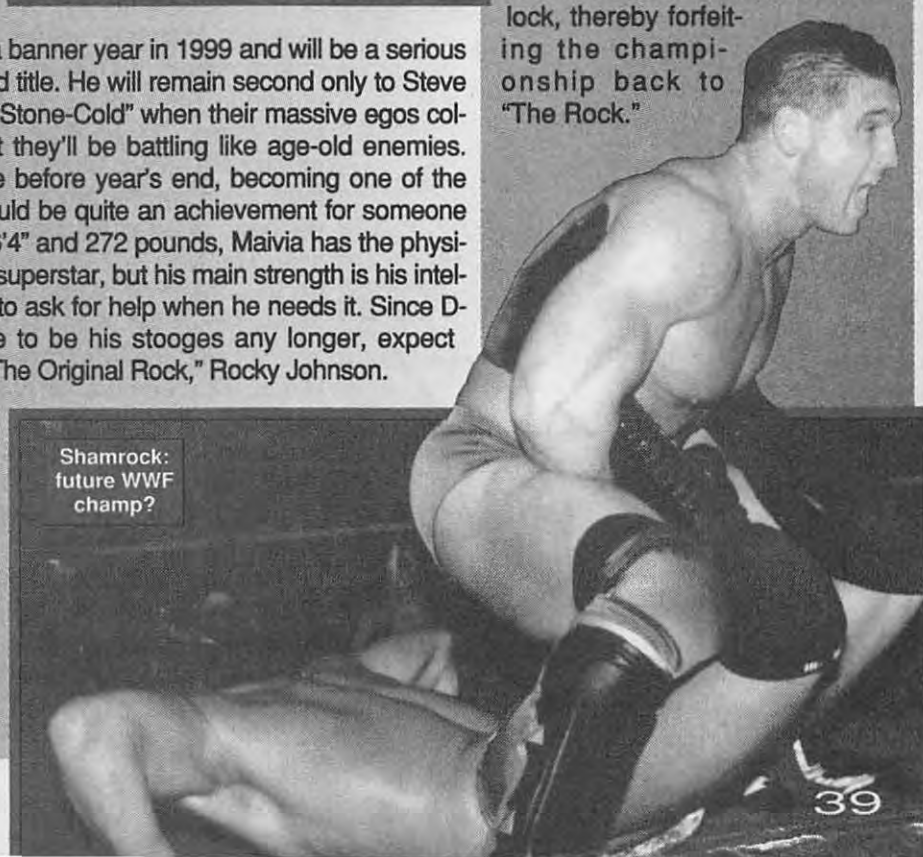 a banner year in 1999 and will be a serious
d title. He will remain second only to Steve
Stone-Cold" when their massive egos col-
t they'll be battling like age-old enemies.
e before year's end, becoming one of the
uld be quite an achievement for someone
6'4" and 272 pounds, Maivia has the physi-
superstar, but his main strength is his intel-
to ask for help when he needs it. Since D-
e to be his stooges any longer, expect
The Original Rock," Rocky Johnson.
lock, thereby forfeit-
ing the champi-
onship back to
"The Rock."
Shamrock:
future WWF
champ?
39